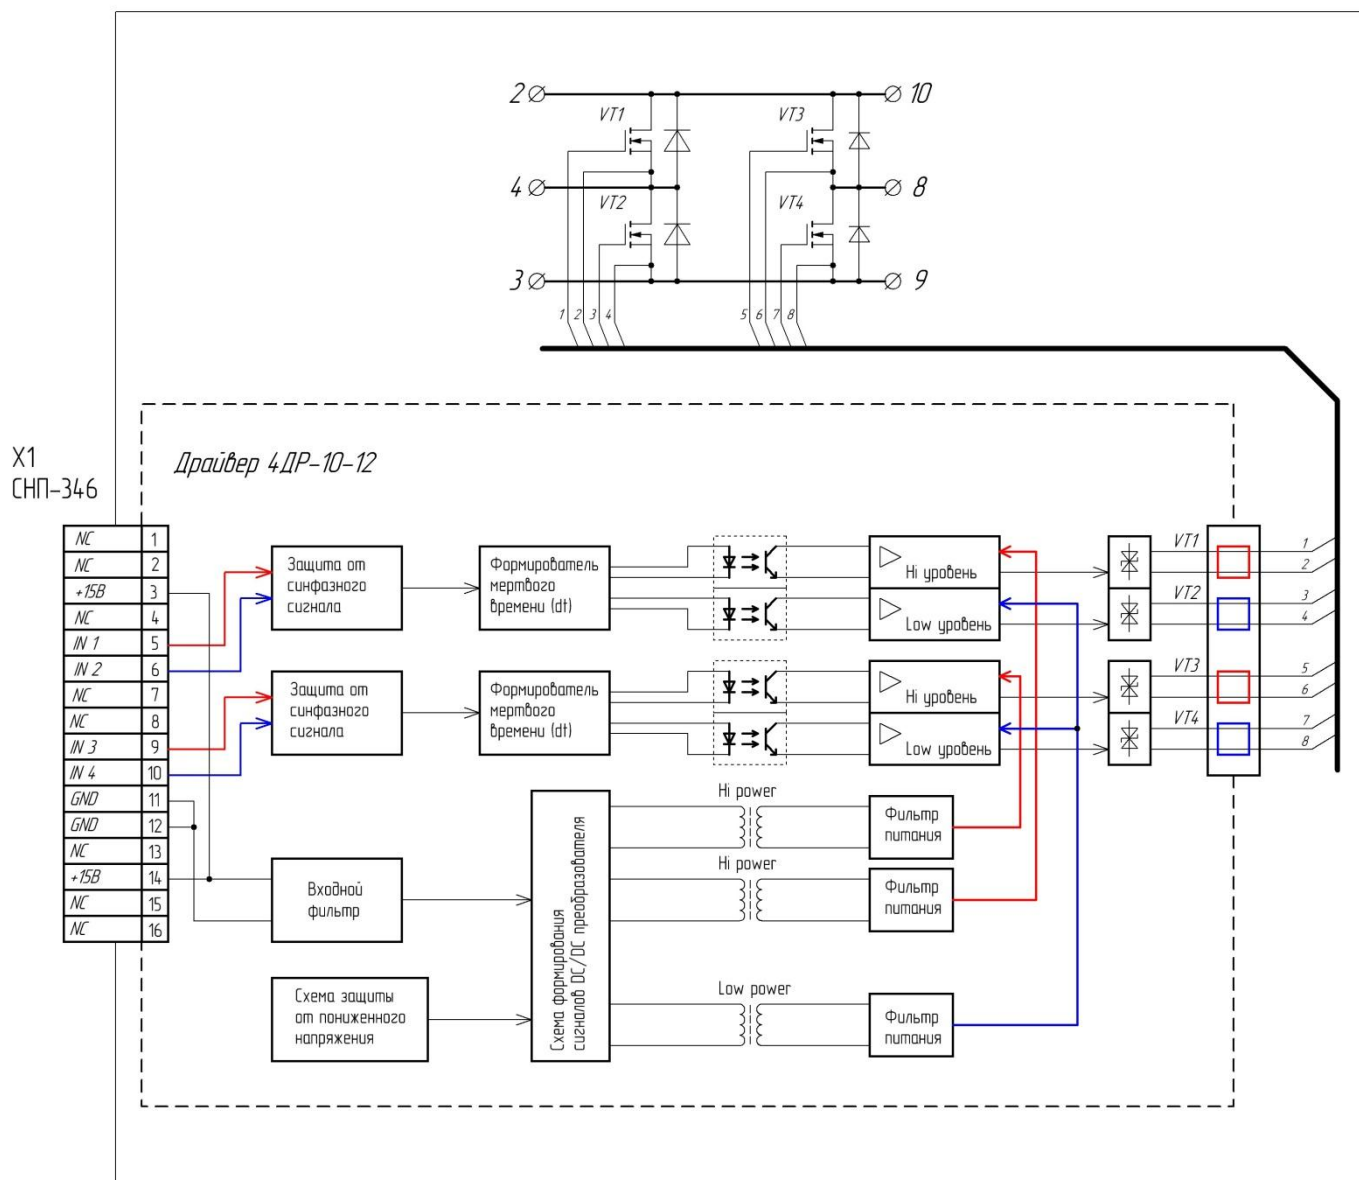 2
10
VT1
VT3
4
8
VT2
VT4
3
9
1 2 3 4
5 6 7 8
X1
СНП-346
Драйвер 4ДР-10-12
NC 1
NC 2
+15В 3
NC 4
IN 1 5
IN 2 6
NC 7
NC 8
IN 3 9
IN 4 10
GND 11
GND 12
NC 13
+15В 14
NC 15
NC 16
Защита от
синфазного
сигнала
Формирователь
мертвого
времени (dt)
Hi уровень
Low уровень
VT1
1
2
VT2
3
4
Защита от
синфазного
сигнала
Формирователь
мертвого
времени (dt)
Hi уровень
Low уровень
VT3
5
6
VT4
7
8
Входной
фильтр
Схема защиты
от пониженного
напряжения
Схема формирования
сигналов DC/DC преобразователя
Hi power
Фильтр
питания
Hi power
Фильтр
питания
Low power
Фильтр
питания